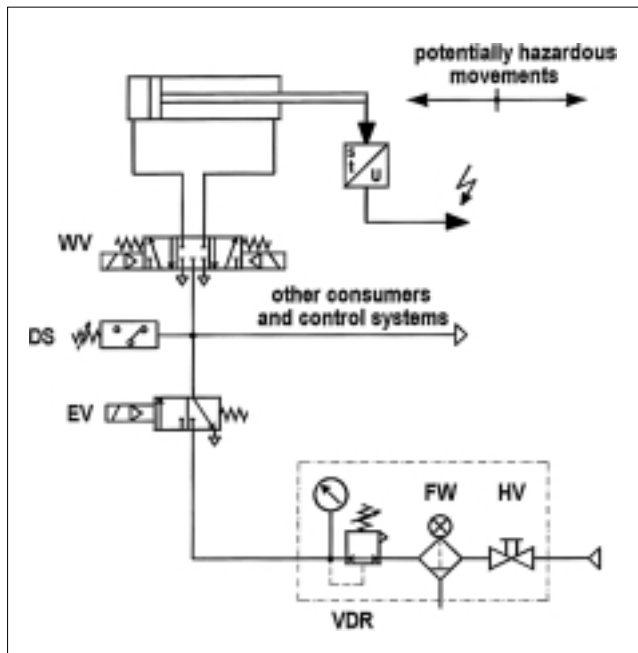 potentially hazardous
movements
s
t
U
WV
other consumers
and control systems
DS
EV
FW
HV
VDR